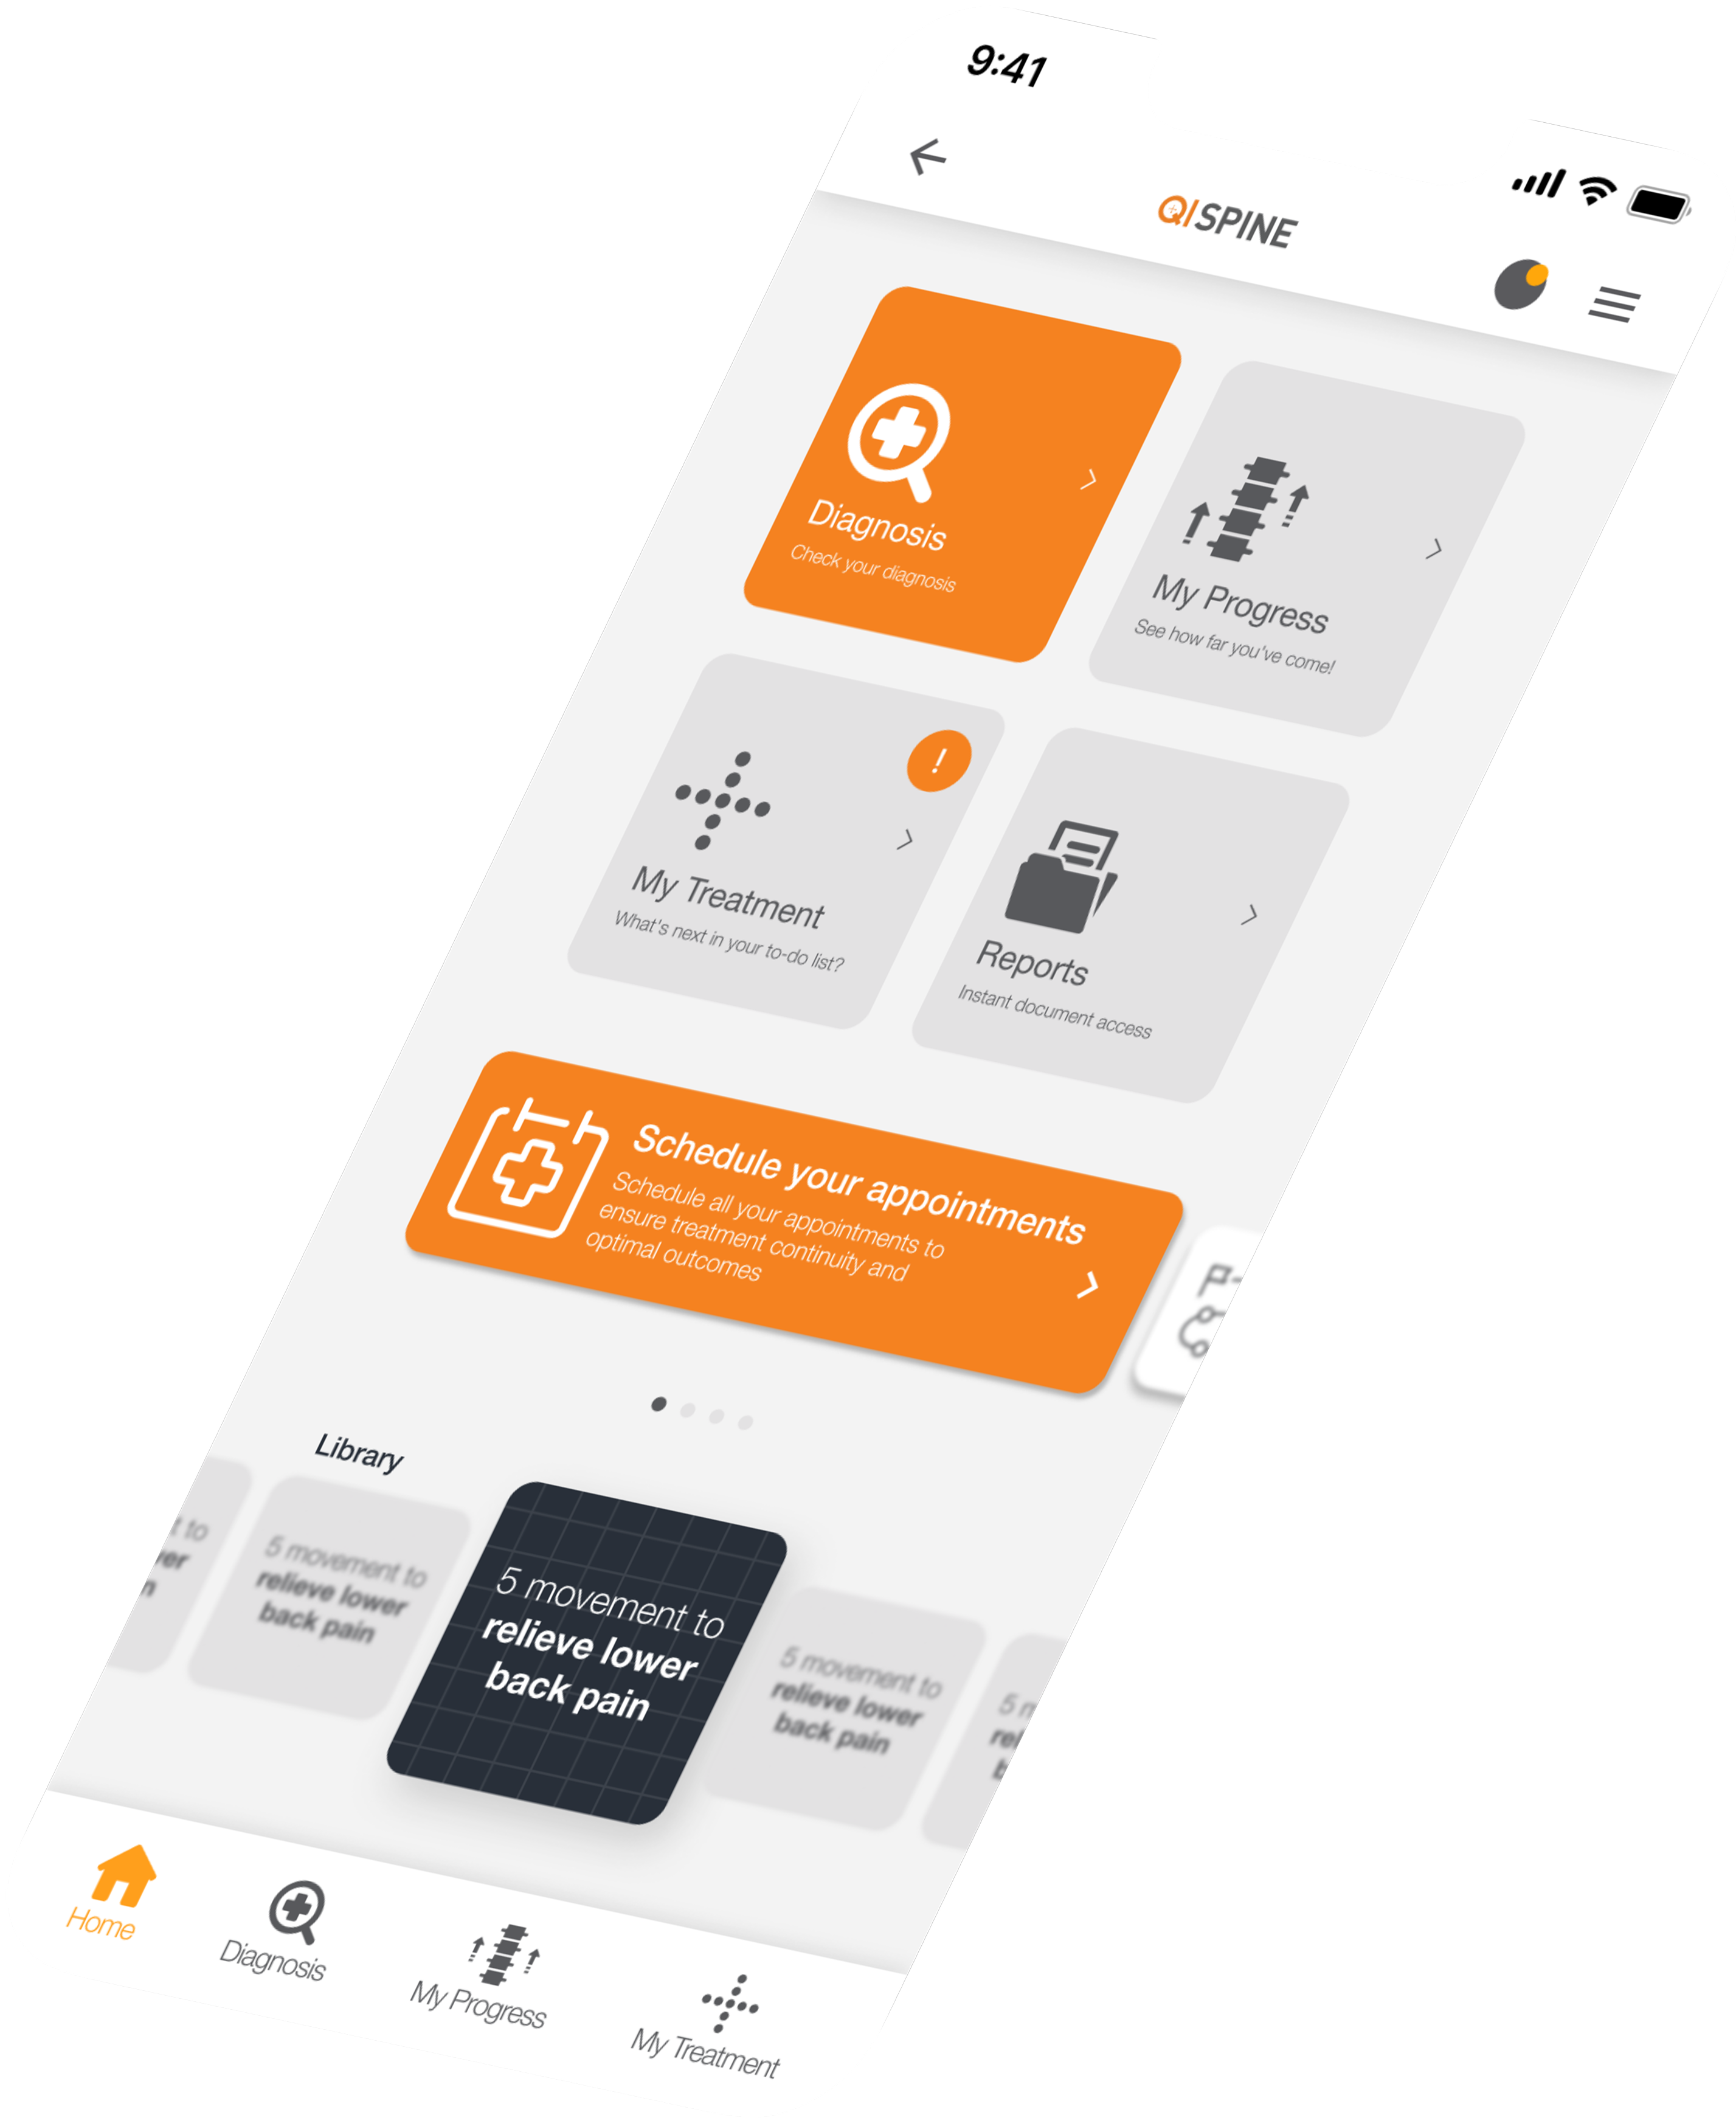 9:41
QI SPINE
Diagnosis
Check your diagnosis
My Progress
See how far you've come!
!
My Treatment
What's next in your to-do list?
Reports
Instant document access
Schedule your appointments
Schedule all your appointments to
ensure treatment continuity and
optimal outcomes
Library
t to
5 movement to
relieve lower
back pain
5 movement to
relieve lower
back pain
5 movement to
relieve lower
back pain
Home
Diagnosis
My Progress
My Treatment